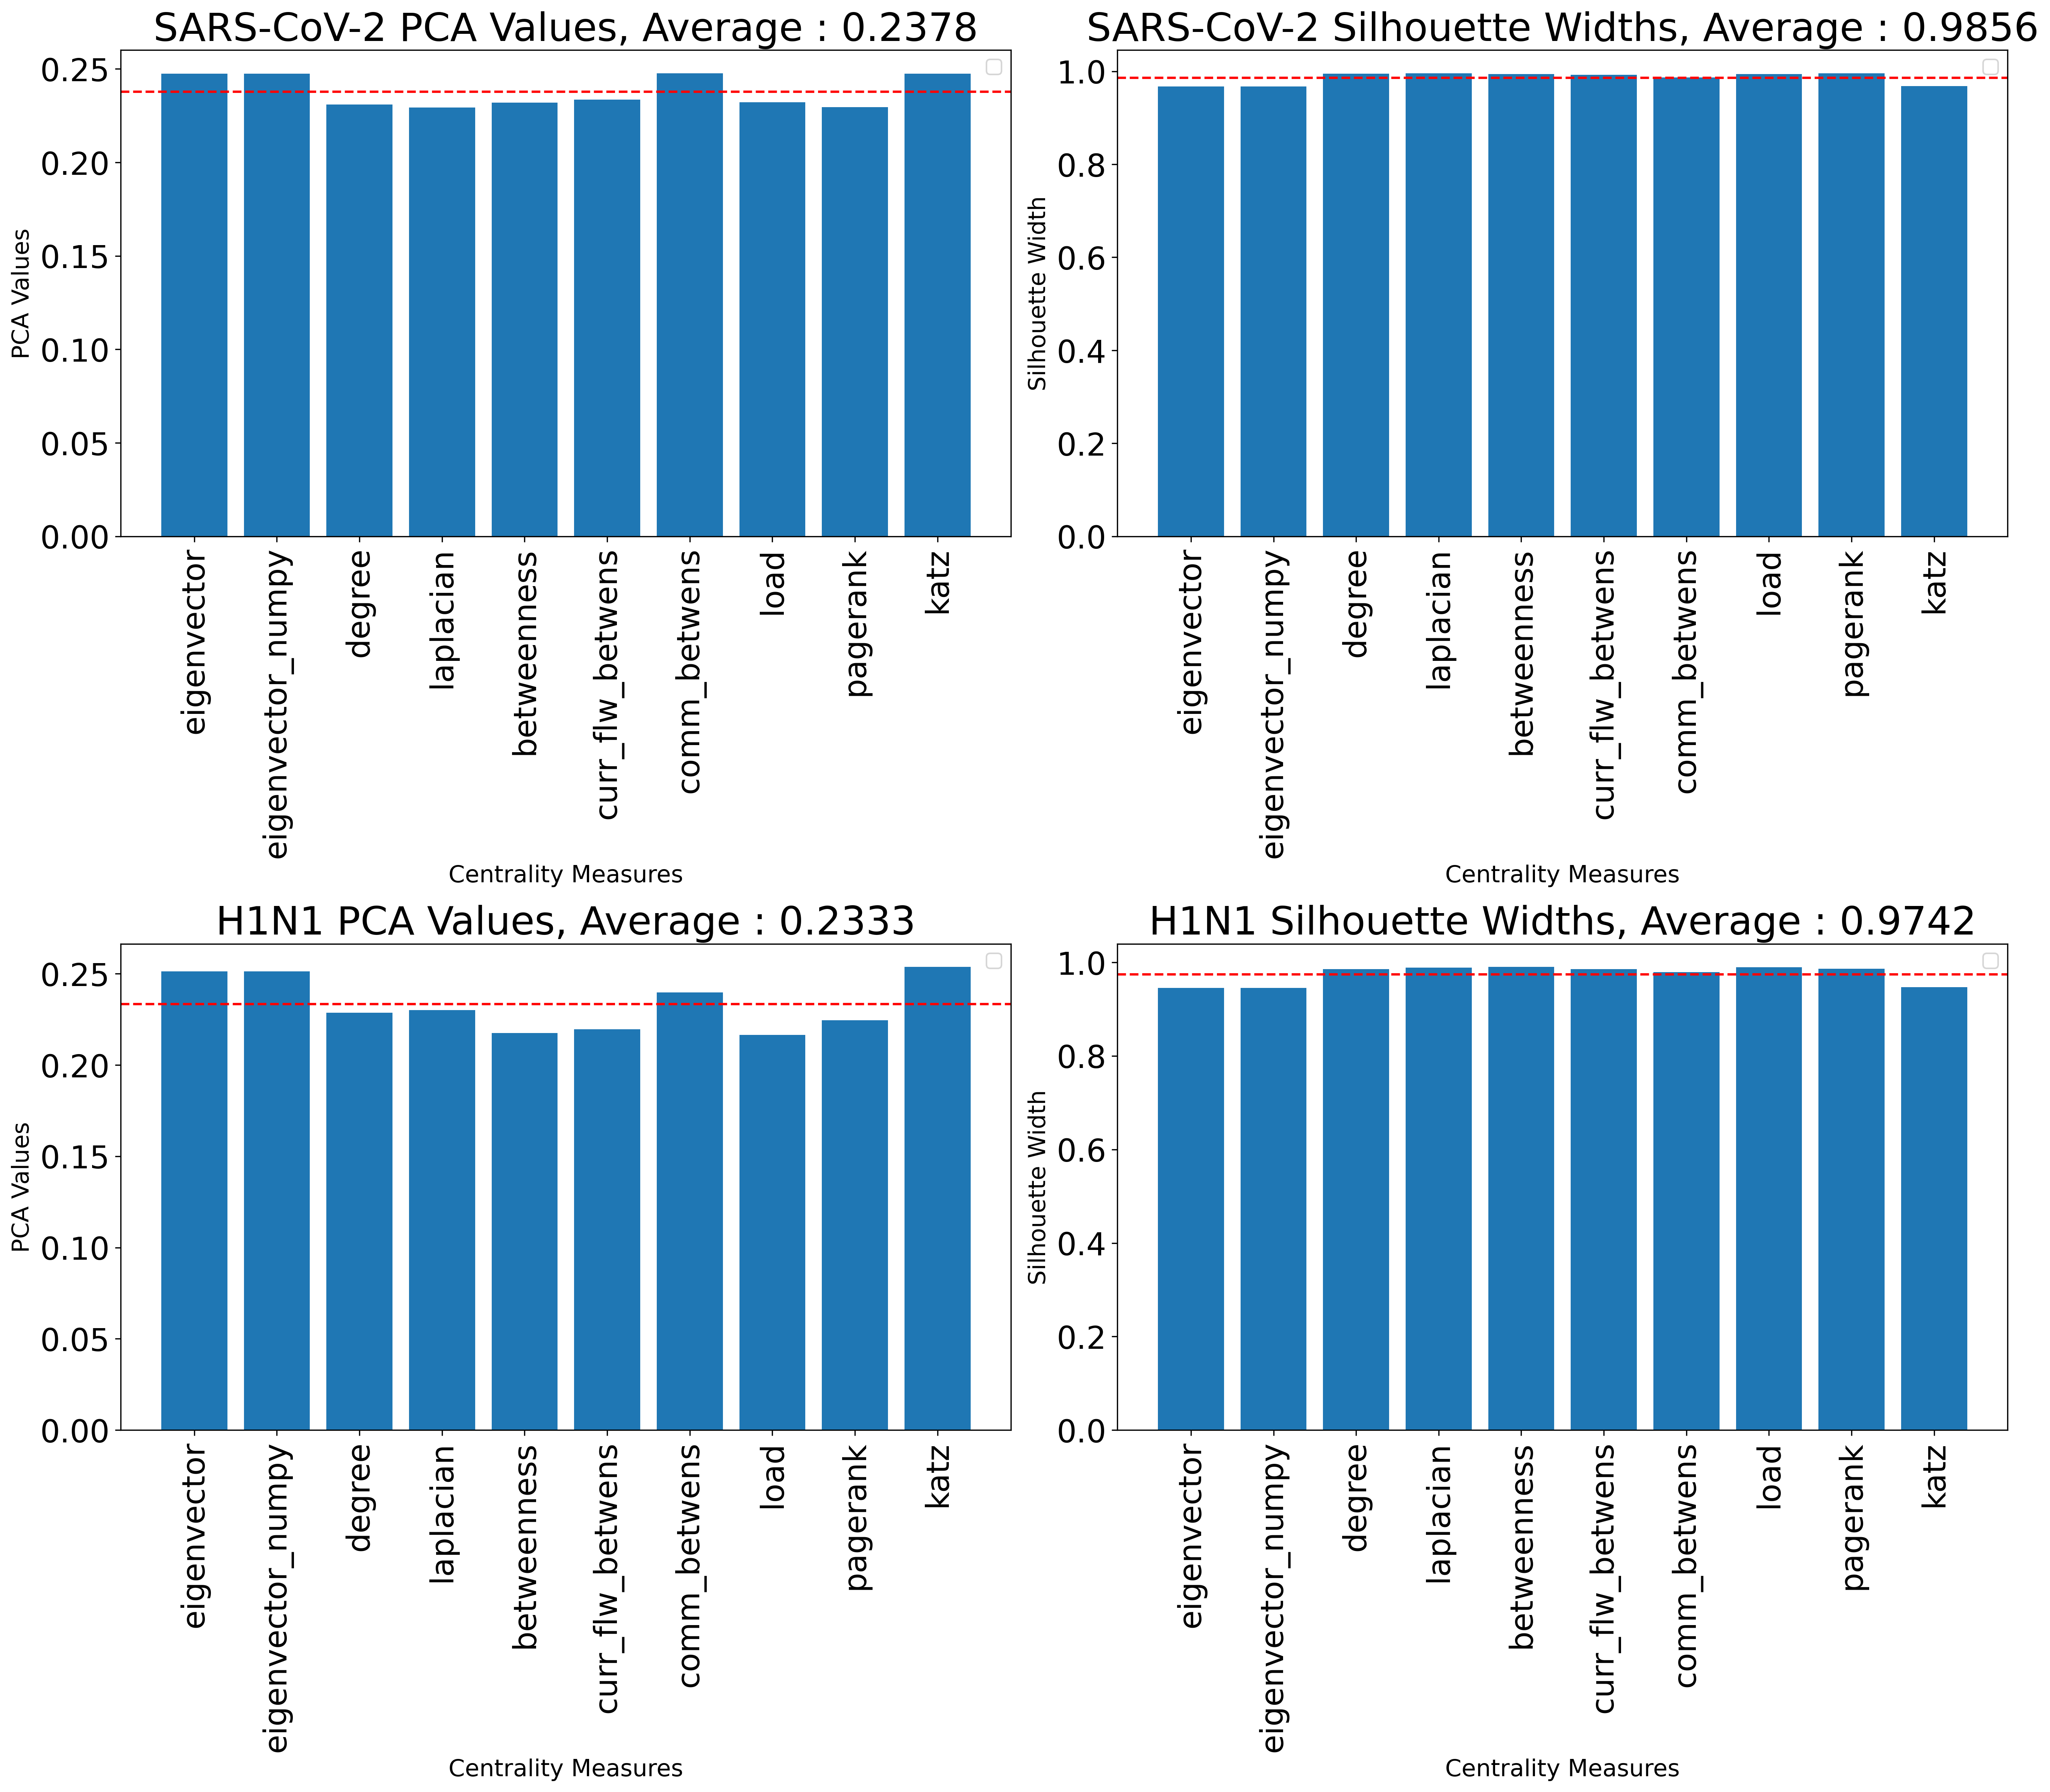 SARS-CoV-2 PCA Values, Average : 0.2378
0.25
0.20
0.15
0.10
0.05
0.00
PCA Values
eigenvector
eigenvector_numpy
degree
laplacian
betweenness
curr_flw_betwens
comm_betwens
load
pagerank
katz
Centrality Measures
SARS-CoV-2 Silhouette Widths, Average : 0.9856
1.0
0.8
0.6
0.4
0.2
0.0
Silhouette Width
eigenvector
eigenvector_numpy
degree
laplacian
betweenness
curr_flw_betwens
comm_betwens
load
pagerank
katz
Centrality Measures
H1N1 PCA Values, Average : 0.2333
0.25
0.20
0.15
0.10
0.05
0.00
PCA Values
eigenvector
eigenvector_numpy
degree
laplacian
betweenness
curr_flw_betwens
comm_betwens
load
pagerank
katz
Centrality Measures
H1N1 Silhouette Widths, Average : 0.9742
1.0
0.8
0.6
0.4
0.2
0.0
Silhouette Width
eigenvector
eigenvector_numpy
degree
laplacian
betweenness
curr_flw_betwens
comm_betwens
load
pagerank
katz
Centrality Measures